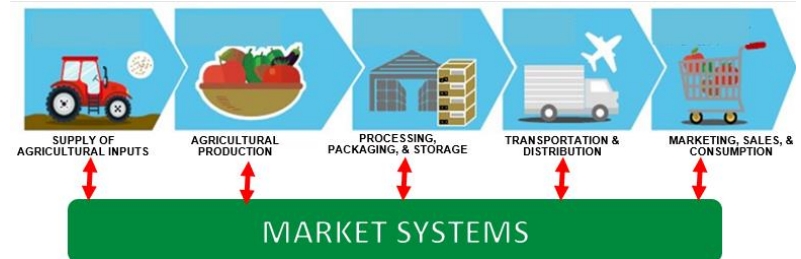 SUPPLY OF
AGRICULTURAL INPUTS
AGRICULTURAL
PRODUCTION
PROCESSING,
PACKAGING, & STORAGE
TRANSPORTATION &
DISTRIBUTION
MARKETING, SALES, &
CONSUMPTION
MARKET SYSTEMS